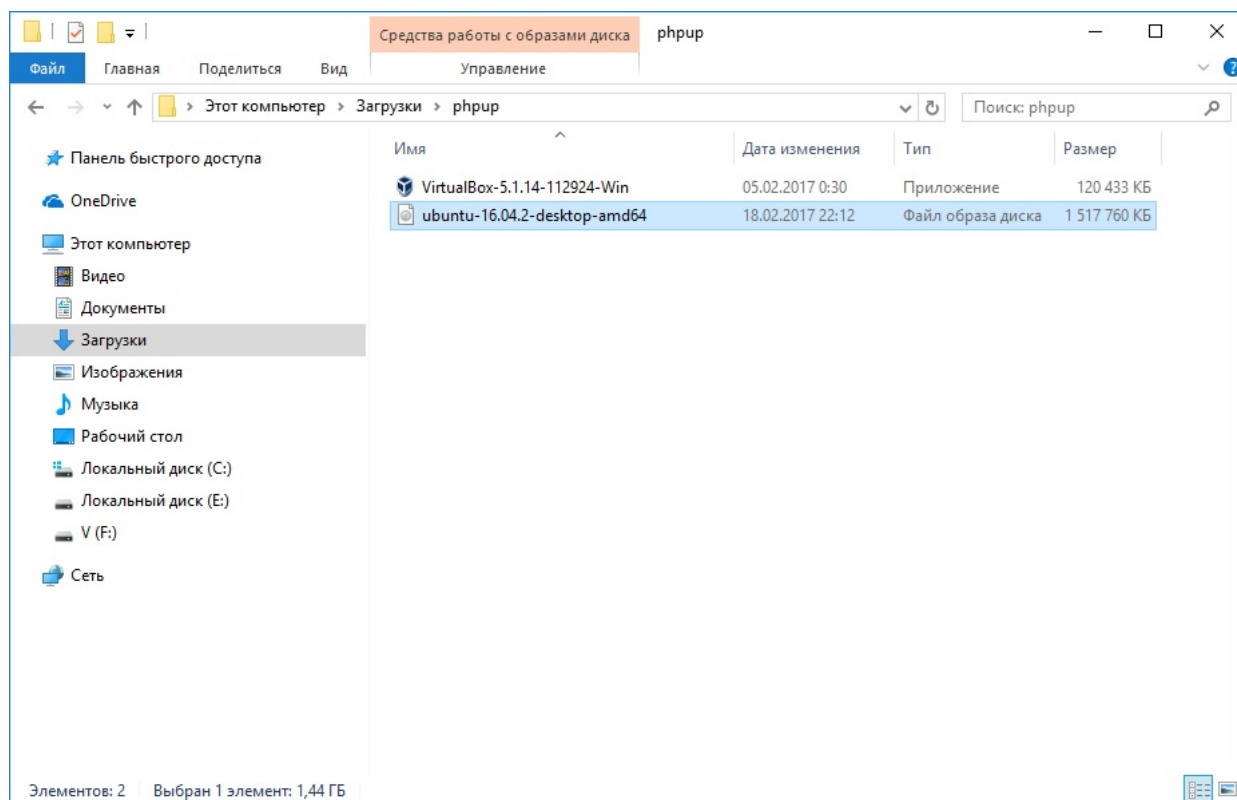 Средства работы с образами диска phpup
Файл Главная Поделиться Вид Управление
Этот компьютер Загрузки phpup Поиск: phpup
Имя Дата изменения Тип Размер
VirtualBox-5.1.14-112924-Win 05.02.2017 0:30 Приложение 120 433 КБ
ubuntu-16.04.2-desktop-amd64 18.02.2017 22:12 Файл образа диска 1 517 760 КБ
Панель быстрого доступа
OneDrive
Этот компьютер
Видео
Документы
Загрузки
Изображения
Музыка
Рабочий стол
Локальный диск (C:)
Локальный диск (E:)
V (F:)
Сеть
Элементов: 2 Выбран 1 элемент: 1,44 ГБ